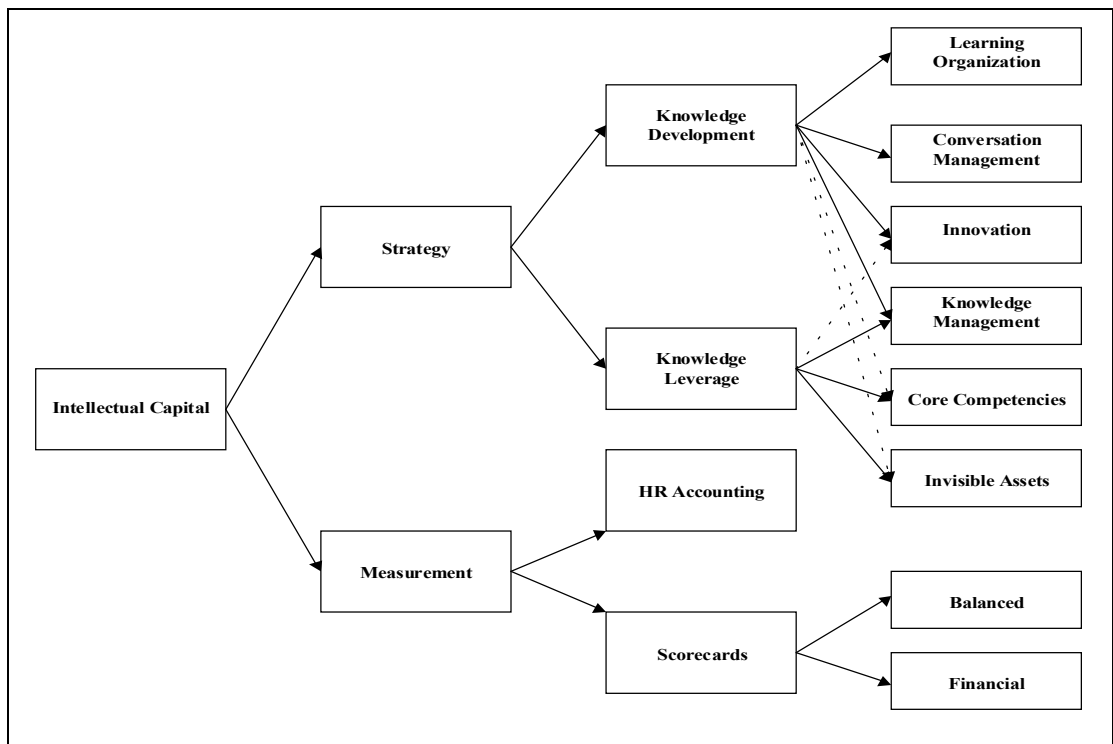 Learning
Organization
Knowledge
Development
Conversation
Management
Innovation
Strategy
Knowledge
Management
Knowledge
Leverage
Intellectual Capital
Core Competencies
Invisible Assets
HR Accounting
Measurement
Balanced
Scorecards
Financial